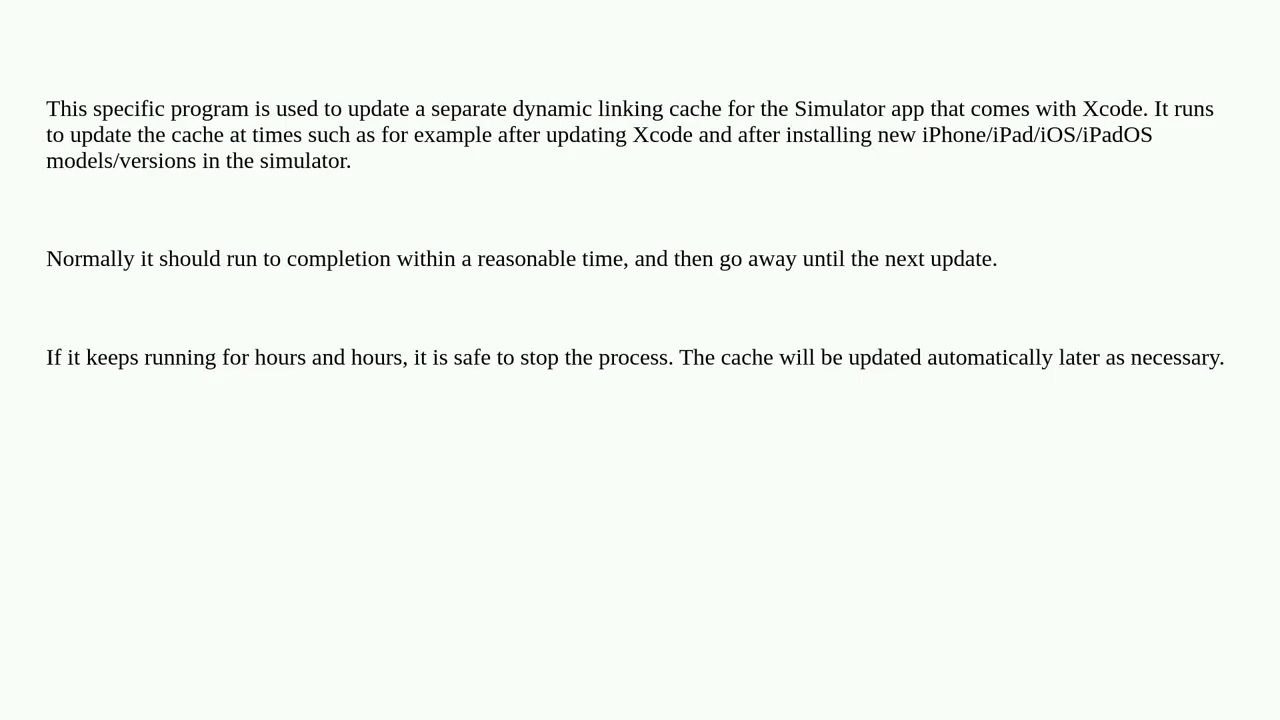 This specific program is used to update a separate dynamic linking cache for the Simulator app that comes with Xcode. It runs
to update the cache at times such as for example after updating Xcode and after installing new iPhone/iPad/iOS/iPadOS
models/versions in the simulator.
Normally it should run to completion within a reasonable time, and then go away until the next update.
If it keeps running for hours and hours, it is safe to stop the process. The cache will be updated automatically later as necessary.